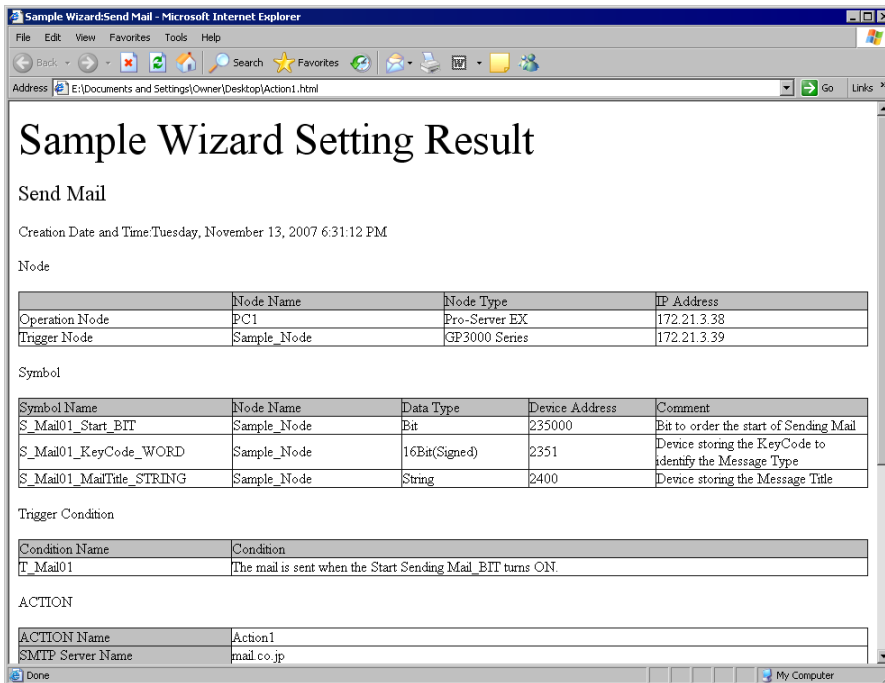 Sample Wizard:Send Mail - Microsoft Internet Explorer
File Edit View Favorites Tools Help
Back Search Favorites
Address E:\Documents and Settings\Owner\Desktop\Action1.html Go Links »
Sample Wizard Setting Result
Send Mail
Creation Date and Time:Tuesday, November 13, 2007 6:31:12 PM
Node
Node Name Node Type IP Address
Operation Node PC1 Pro-Server EX 172.21.3.38
Trigger Node Sample_Node GP3000 Series 172.21.3.39
Symbol
Symbol Name Node Name Data Type Device Address Comment
S_Mail01_Start_BIT Sample_Node Bit 235000 Bit to order the start of Sending Mail
S_Mail01_KeyCode_WORD Sample_Node 16Bit(Signed) 2351 Device storing the KeyCode to
identify the Message Type
S_Mail01_MailTitle_STRING Sample_Node String 2400 Device storing the Message Title
Trigger Condition
Condition Name Condition
T_Mail01 The mail is sent when the Start Sending Mail_BIT turns ON.
ACTION
ACTION Name Action1
SMTP Server Name mail.co.jp
Done My Computer